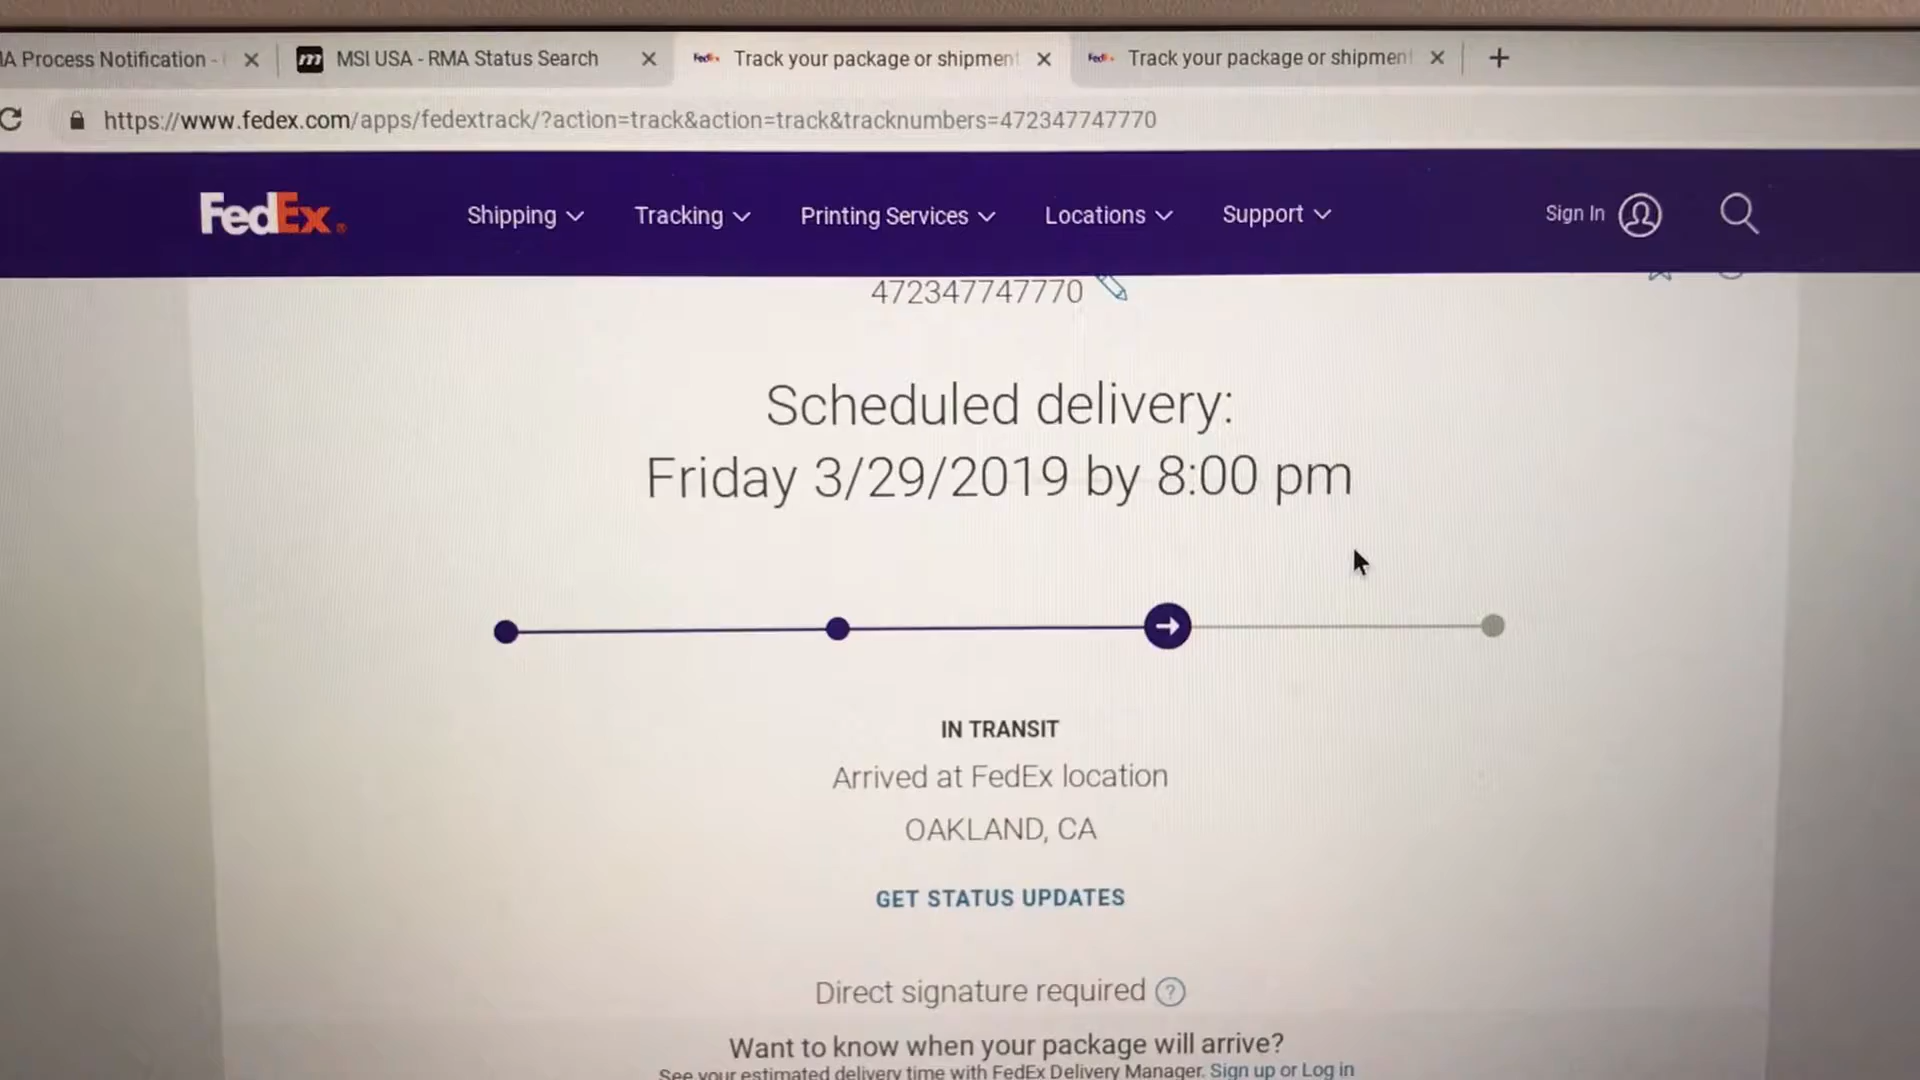 A Process Notification -
MSI USA - RMA Status Search
FedEx Track your package or shipment
FedEx Track your package or shipment
https://www.fedex.com/apps/fedextrack/?action=track&action=track&tracknumbers=472347747770
FedEx
Shipping
Tracking
Printing Services
Locations
Support
Sign In
472347747770
Scheduled delivery:
Friday 3/29/2019 by 8:00 pm
IN TRANSIT
Arrived at FedEx location
OAKLAND, CA
GET STATUS UPDATES
Direct signature required ?
Want to know when your package will arrive?
See your estimated delivery time with FedEx Delivery Manager. Sign up or Log in